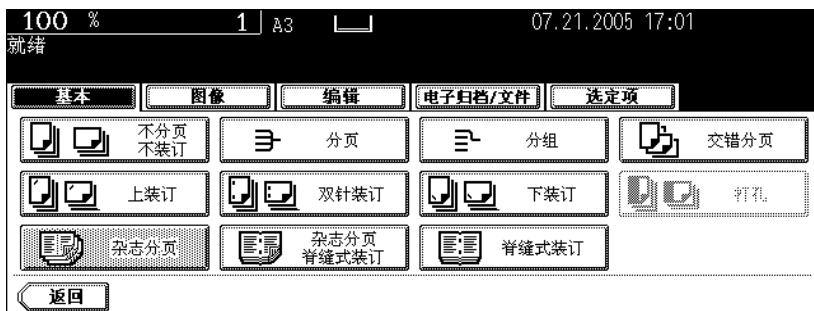 100 % 1 A3 07.21.2005 17:01
就绪
基本 图像 编辑 电子归档/文件 选定项
不分页
不装订
分页
分组
交错分页
上装订
双针装订
下装订
打孔
杂志分页
杂志分页
脊缝式装订
脊缝式装订
返回